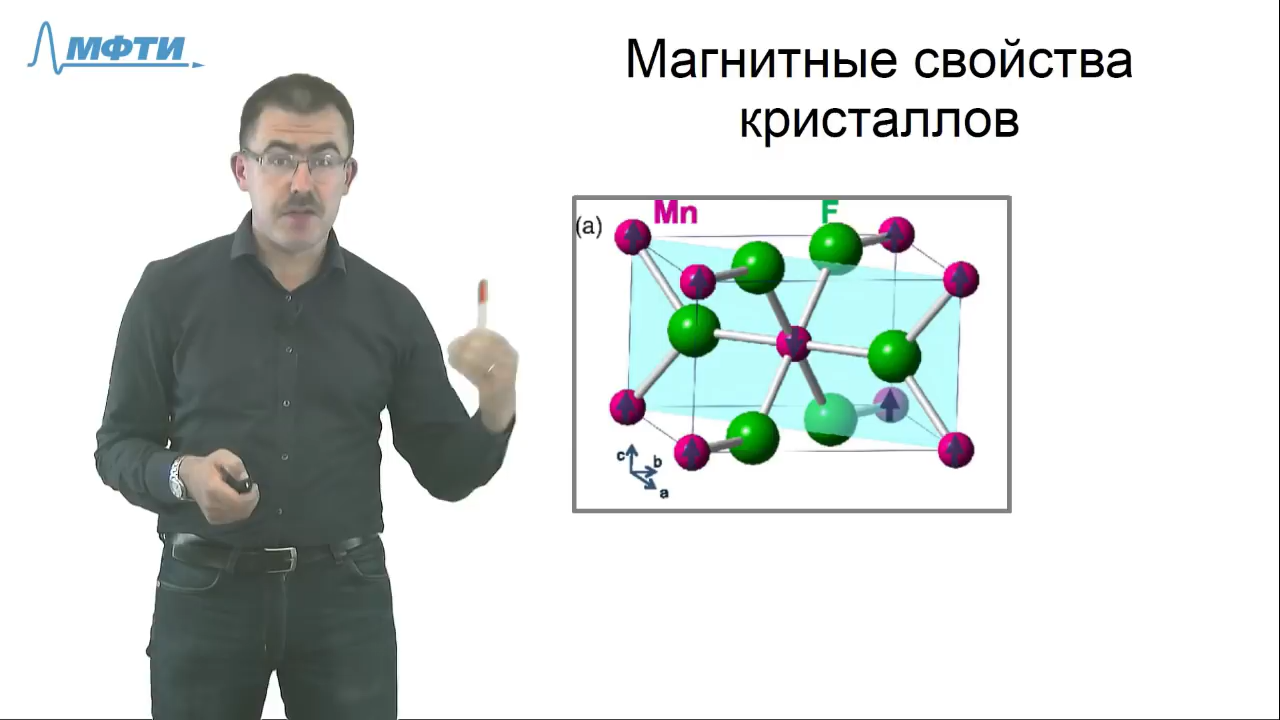 МФТИ
Магнитные свойства
кристаллов
(a)
Mn
F
c
b
a